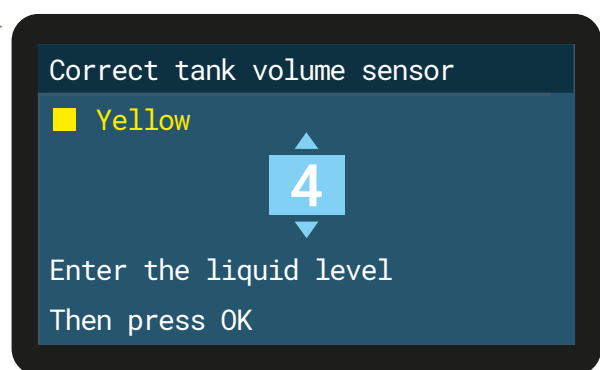 Correct tank volume sensor
Yellow
4
Enter the liquid level
Then press OK